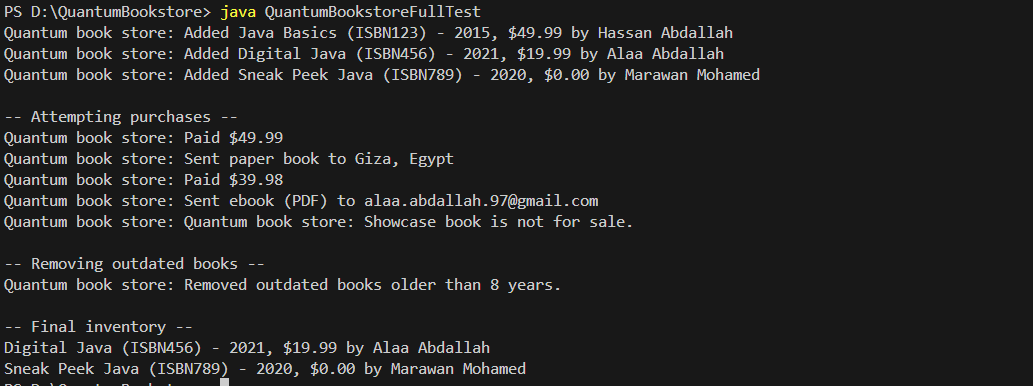 PS D:\QuantumBookstore> java QuantumBookstoreFullTest
Quantum book store: Added Java Basics (ISBN123) - 2015, $49.99 by Hassan Abdallah
Quantum book store: Added Digital Java (ISBN456) - 2021, $19.99 by Alaa Abdallah
Quantum book store: Added Sneak Peek Java (ISBN789) - 2020, $0.00 by Marawan Mohamed
-- Attempting purchases --
Quantum book store: Paid $49.99
Quantum book store: Sent paper book to Giza, Egypt
Quantum book store: Paid $39.98
Quantum book store: Sent ebook (PDF) to alaa.abdallah.97@gmail.com
Quantum book store: Quantum book store: Showcase book is not for sale.
-- Removing outdated books --
Quantum book store: Removed outdated books older than 8 years.
-- Final inventory --
Digital Java (ISBN456) - 2021, $19.99 by Alaa Abdallah
Sneak Peek Java (ISBN789) - 2020, $0.00 by Marawan Mohamed